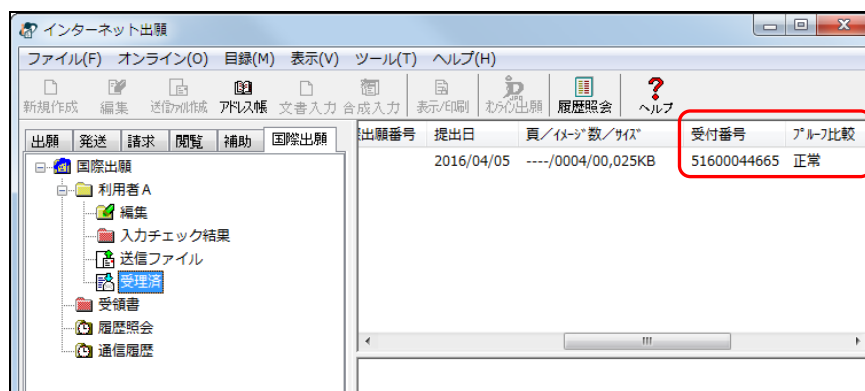 インターネット出願
ファイル(F) オンライン(O) 目録(M) 表示(V) ツール(T) ヘルプ(H)
新規作成 編集 送信ファイル作成 アドレス帳 文書入力 合成入力 表示/印刷 オンライン出願 履歴照会 ヘルプ
出願 発送 請求 閲覧 補助 国際出願
出願番号 提出日 頁/イメージ数/サイズ 受付番号 プルーフ比較
2016/04/05 ----/0004/00,025KB 51600044665 正常
国際出願
利用者A
編集
入力チェック結果
送信ファイル
受理済
受領書
履歴照会
通信履歴